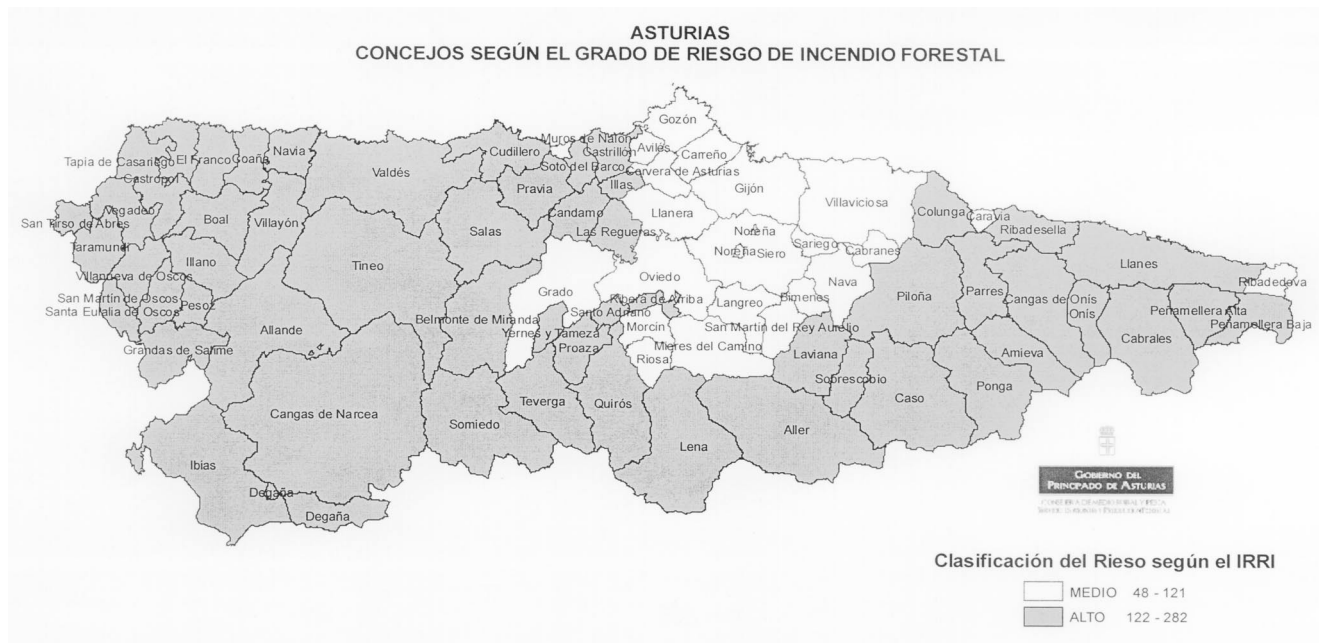 ASTURIAS
CONCEJOS SEGÚN EL GRADO DE RIESGO DE INCENDIO FORESTAL
Gozón
Muros de Nalón
Avilés
Castrillón
Carreño
Navia
Cudillero
Tapia de Casariego
El Franco
Coaña
Soto del Barco
Corvera de Asturias
Valdés
Castropol
Illas
Pravia
Gijón
Villaviciosa
Vegadeo
Candamo
Llanera
Colunga
Caravia
San Tirso de Abres
Boal
Villayón
Salas
Las Regueras
Noreña
Ribadesella
Taramundi
Sariego
Cabranes
Noreña
Siero
Illano
Tineo
Llanes
Villanueva de Oscos
Oviedo
Nava
Ribadedeva
Grado
Piloña
Parres
San Martín de Oscos
Pesoz
Ribera de Arriba
Langreo
Bimenes
Cangas de Onís
Santa Eulalia de Oscos
Santo Adriano
Onís
Peñamellera Alta
Allande
Belmonte de Miranda
Morcín
San Martín del Rey Aurelio
Peñamellera Baja
Yernes y Tameza
Grandas de Salime
Proaza
Mieres del Camino
Riosa
Laviana
Amieva
Cabrales
Sobrescobio
Cangas de Narcea
Teverga
Quirós
Caso
Ponga
Somiedo
Aller
Lena
Ibias
Degaña
Degaña
GOBIERNO DEL
PRINCIPADO DE ASTURIAS
Clasificación del Rieso según el IRRI
MEDIO 48 - 121
ALTO 122 - 282